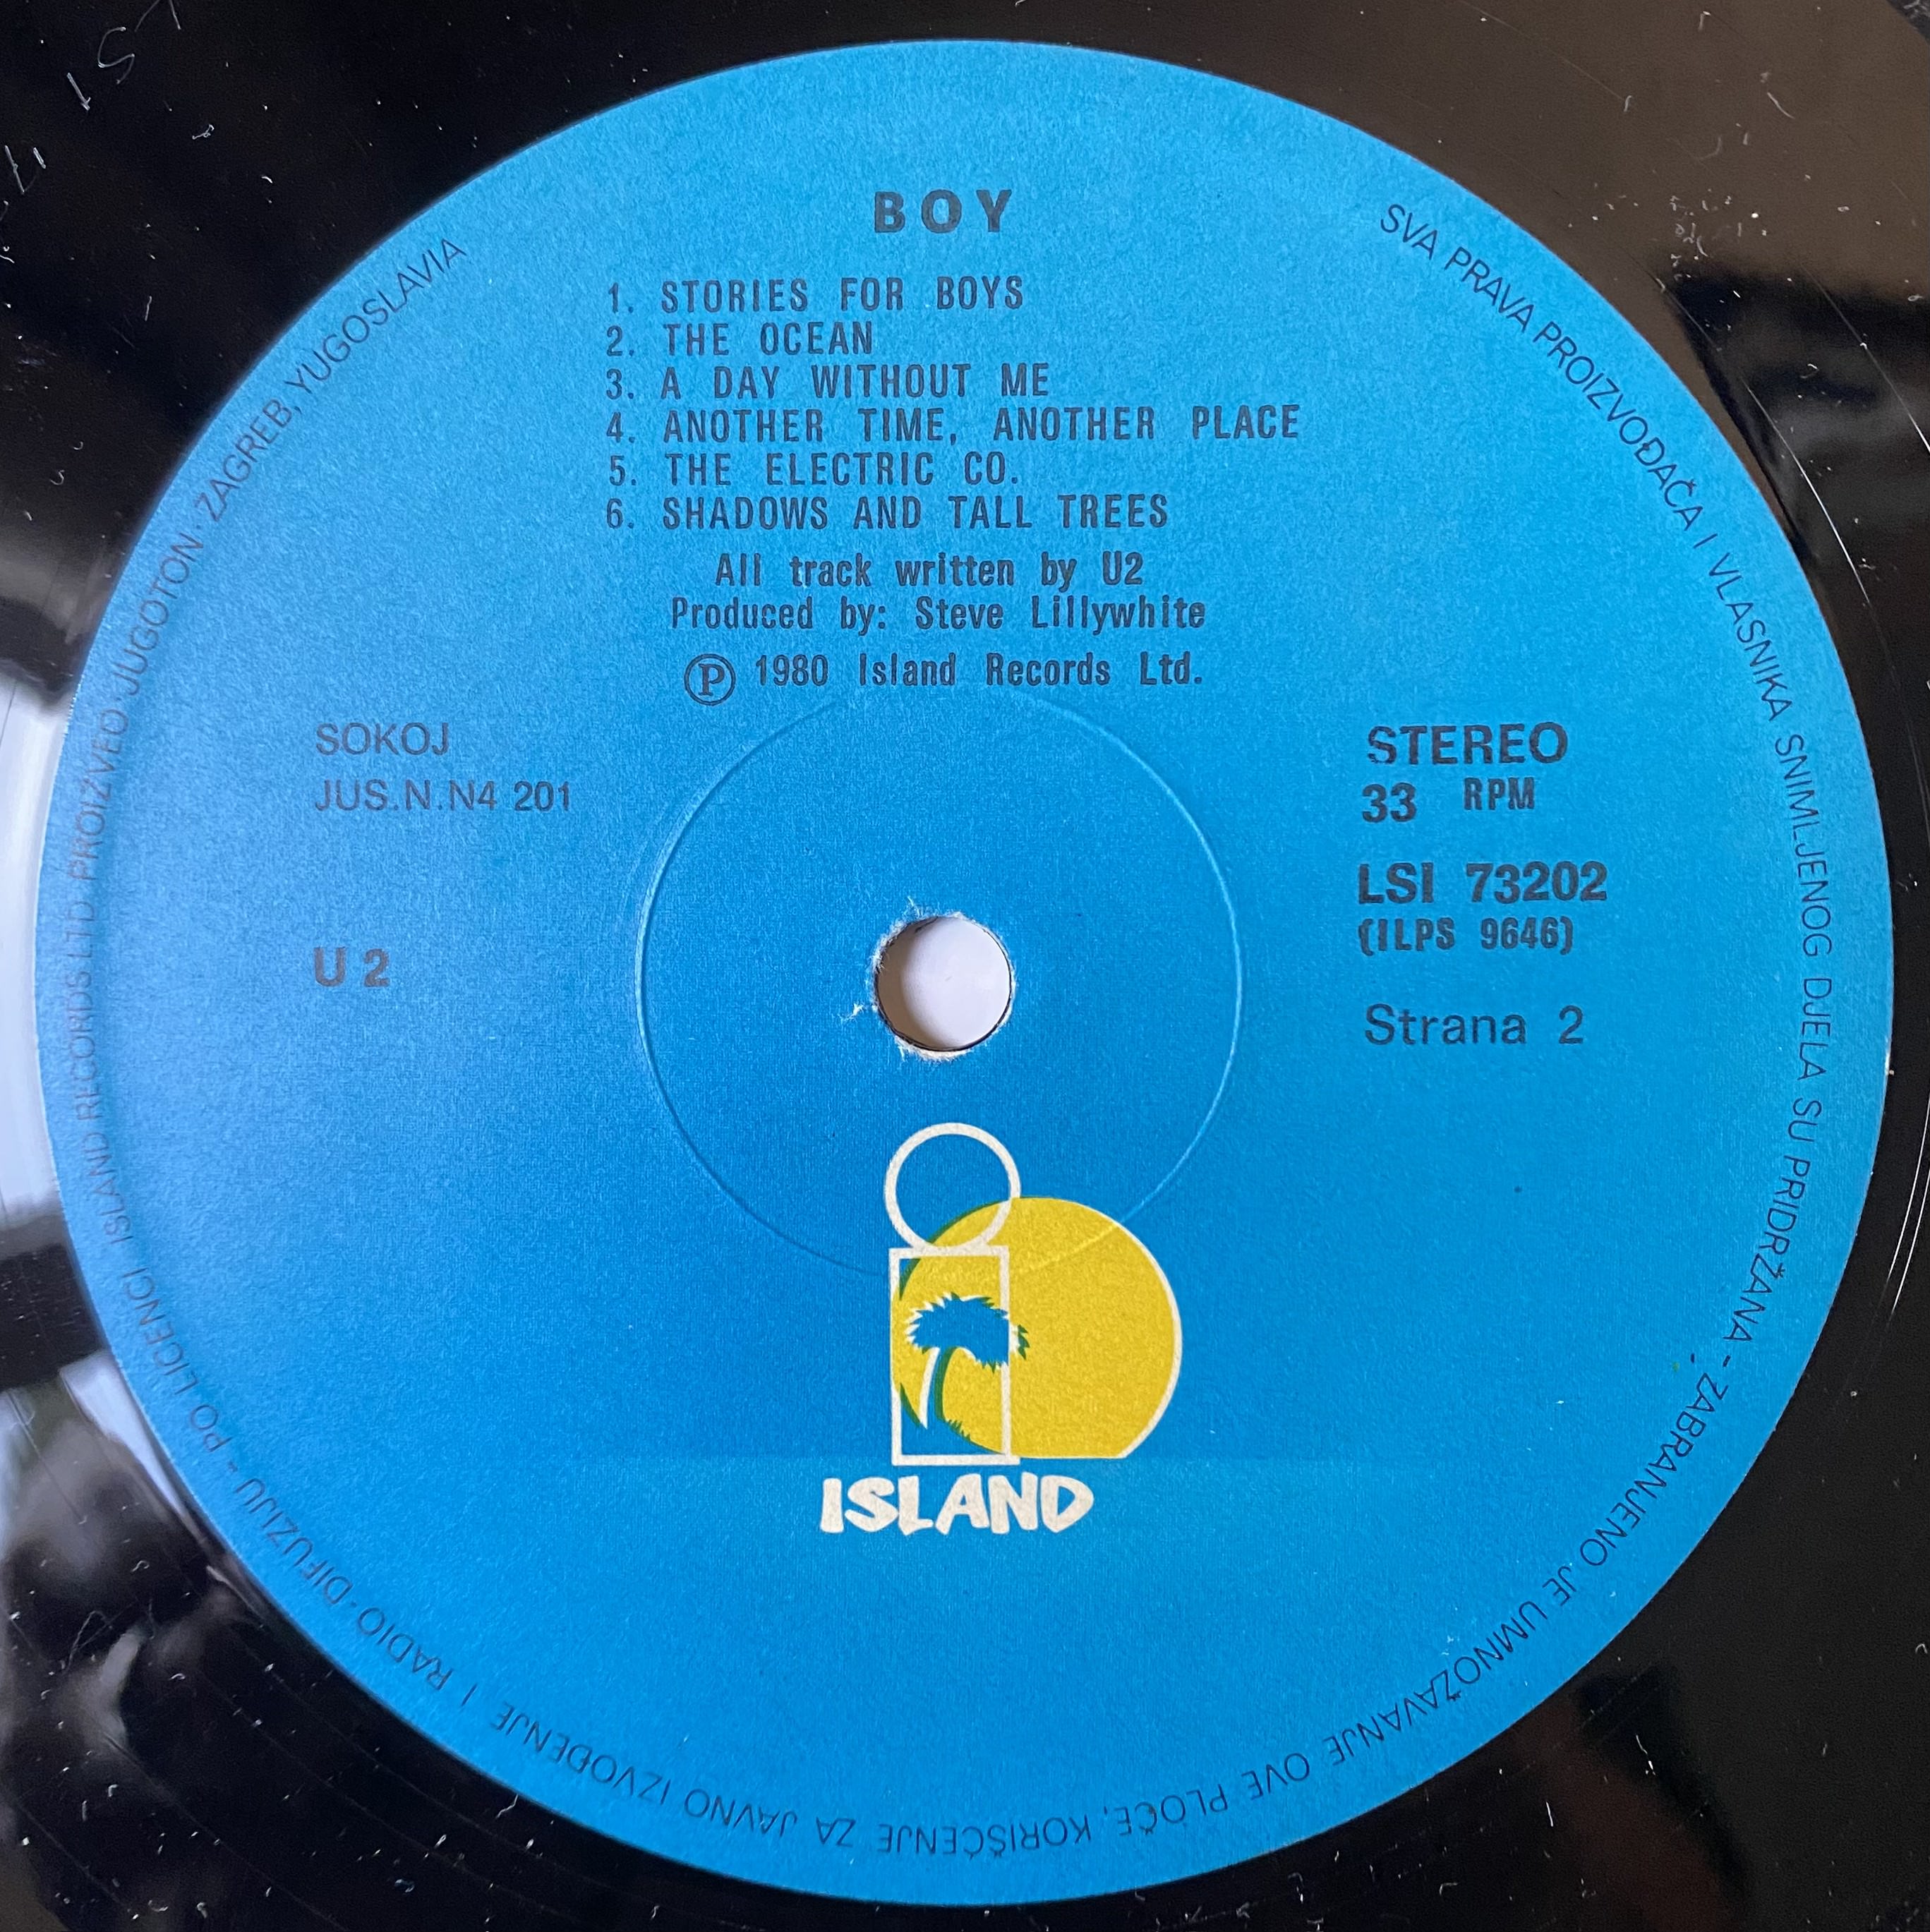 BOY
1. STORIES FOR BOYS
2. THE OCEAN
3. A DAY WITHOUT ME
4. ANOTHER TIME, ANOTHER PLACE
5. THE ELECTRIC CO.
6. SHADOWS AND TALL TREES
All track written by U2
Produced by: Steve Lillywhite
Ⓟ 1980 Island Records Ltd.
SOKOJ
JUS.N.N4 201
U 2
STEREO
33 RPM
LSI 73202
(ILPS 9646)
Strana 2
ISLAND
SVA PRAVA PROIZVOĐAČA I VLASNIKA SNIMLJENOG DJELA SU PRIDRŽANA - ZABRANJENO JE UMNOŽAVANJE OVE PLOČE, KORIŠĆENJE ZA JAVNO IZVOĐENJE I RADIO-DIFUZIJU - PO LICENCI ISLAND RECORDS LTD PROIZVEO JUGOTON · ZAGREB, YUGOSLAVIA